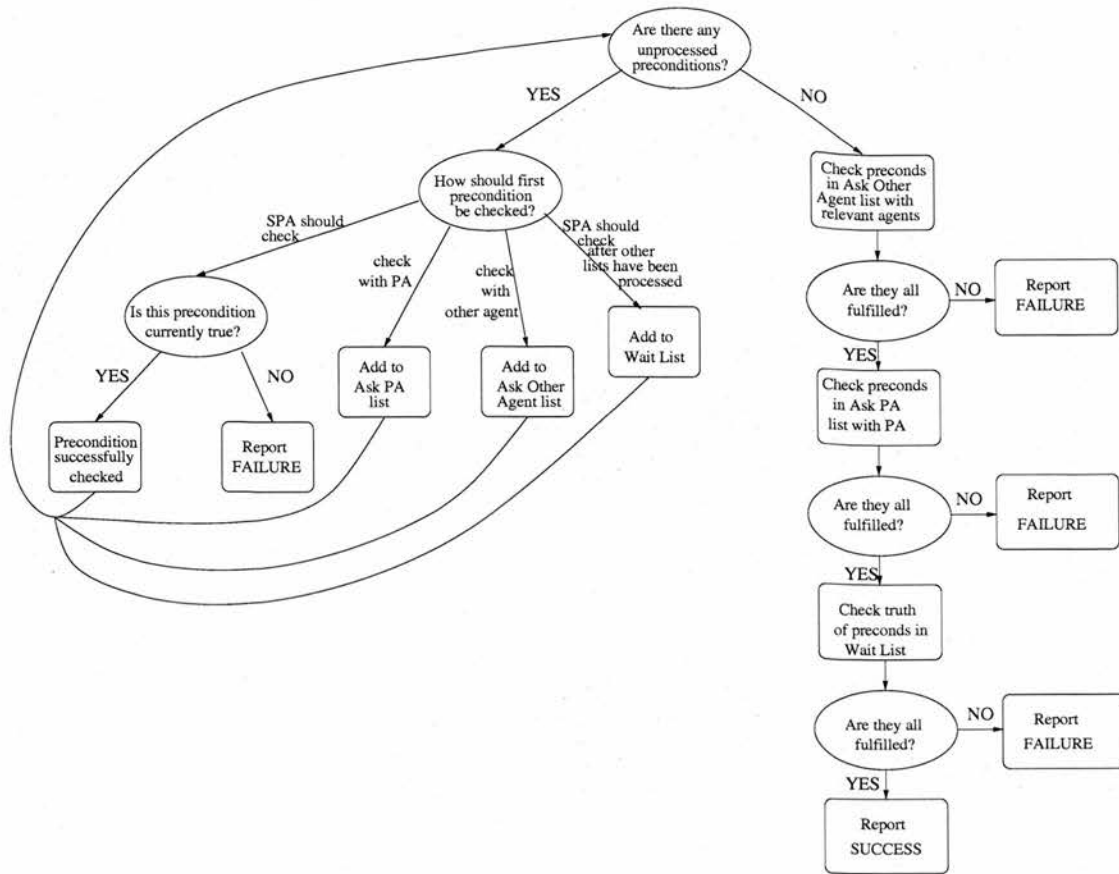 Are there any
unprocessed
preconditions?
YES
NO
How should first
precondition
be checked?
Check preconds
in Ask Other
Agent list with
relevant agents
SPA should
check
check
with PA
check
with
other agent
SPA should
check
after other
lists have been
processed
Is this precondition
currently true?
Are they all
fulfilled?
NO
Report
FAILURE
YES
NO
Add to
Ask PA
list
Add to
Ask Other
Agent list
Add to
Wait List
YES
Check preconds
in Ask PA
list with PA
Precondition
successfully
checked
Report
FAILURE
Are they all
fulfilled?
NO
Report
FAILURE
YES
Check truth
of preconds in
Wait List
Are they all
fulfilled?
NO
Report
FAILURE
YES
Report
SUCCESS